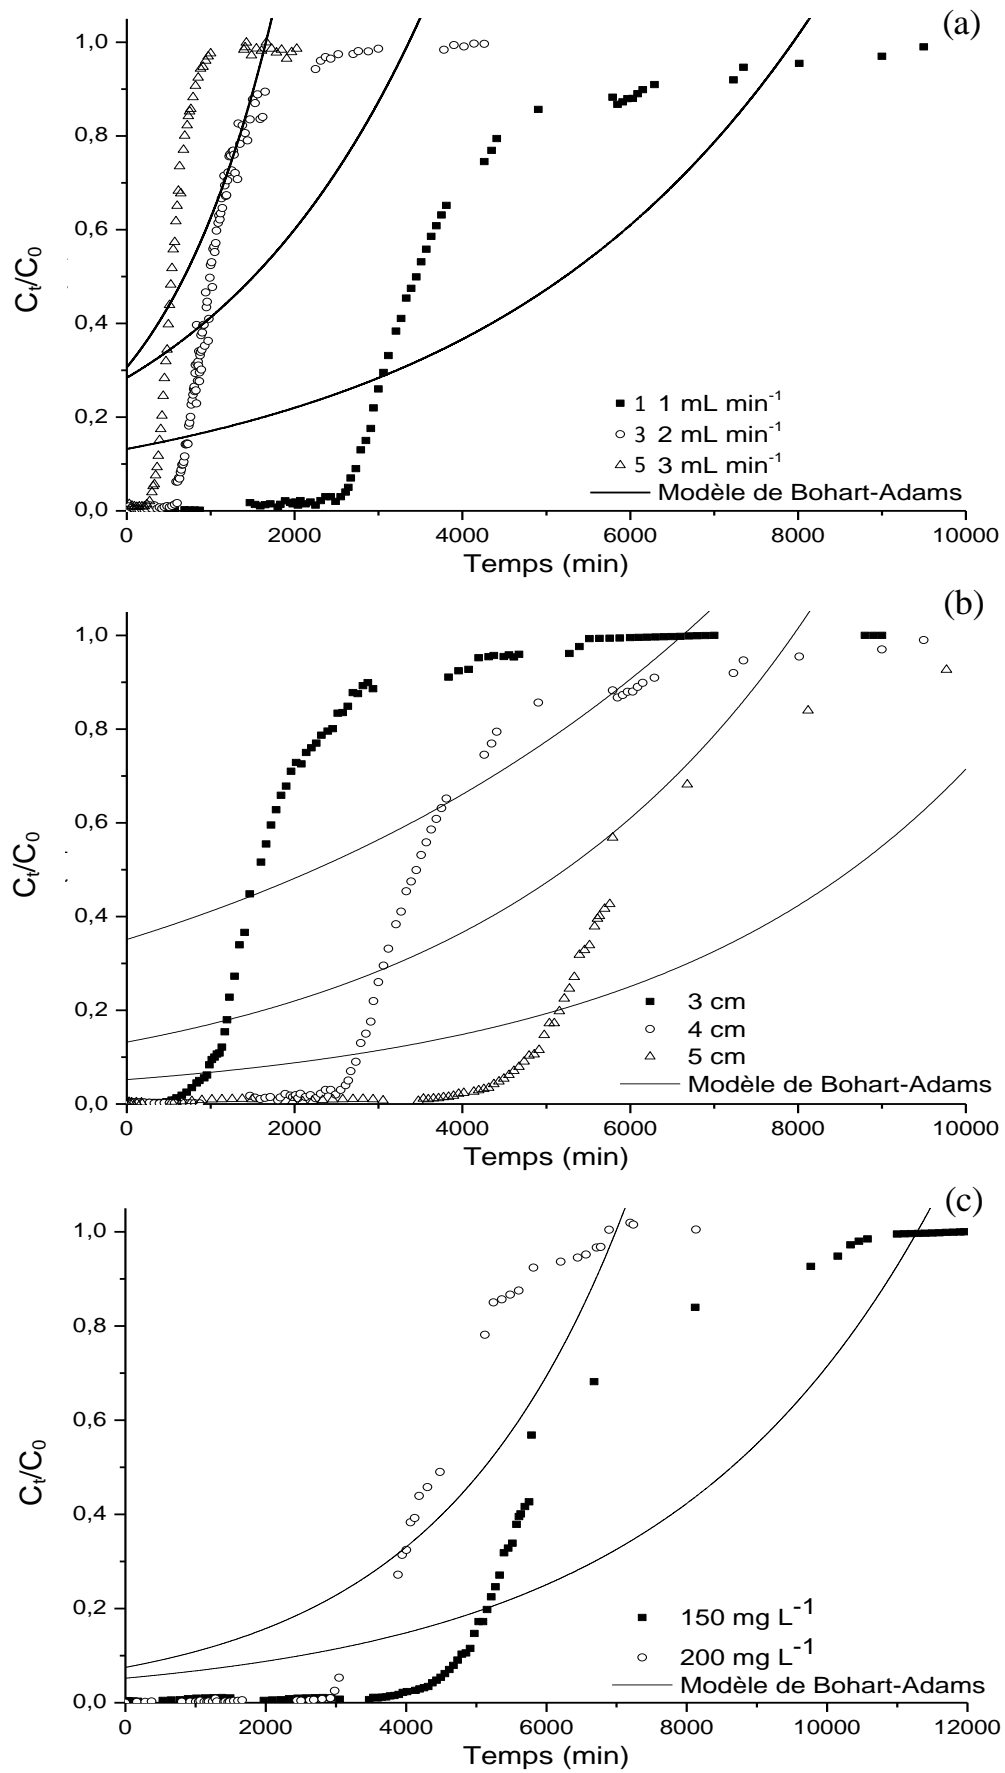 (a)
1,0
0,8
0,6
0,4
0,2
0,0
Ct/C0
1 1 mL min-1
3 2 mL min-1
5 3 mL min-1
Modèle de Bohart-Adams
0 2000 4000 6000 8000 10000
Temps (min)
(b)
1,0
0,8
0,6
0,4
0,2
0,0
Ct/C0
3 cm
4 cm
5 cm
Modèle de Bohart-Adams
0 2000 4000 6000 8000 10000
Temps (min)
(c)
1,0
0,8
0,6
0,4
0,2
0,0
Ct/C0
150 mg L-1
200 mg L-1
Modèle de Bohart-Adams
0 2000 4000 6000 8000 10000 12000
Temps (min)